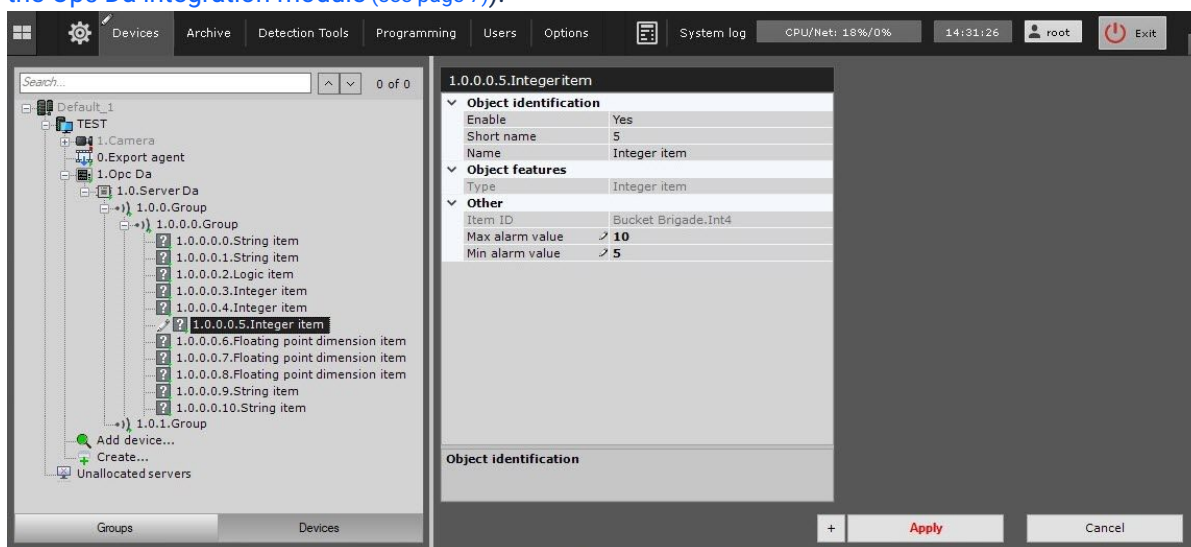 the Opc Da integration module (see page 7)).
Devices Archive Detection Tools Programming Users Options System log CPU/Net: 18%/0% 14:31:26 root Exit
Search... 0 of 0
Default_1
TEST
1.Camera
0.Export agent
1.Opc Da
1.0.Server Da
1.0.0.Group
1.0.0.0.Group
1.0.0.0.0.String item
1.0.0.0.1.String item
1.0.0.0.2.Logic item
1.0.0.0.3.Integer item
1.0.0.0.4.Integer item
1.0.0.0.5.Integer item
1.0.0.0.6.Floating point dimension item
1.0.0.0.7.Floating point dimension item
1.0.0.0.8.Floating point dimension item
1.0.0.0.9.String item
1.0.0.0.10.String item
1.0.1.Group
Add device...
Create...
Unallocated servers
Groups Devices
1.0.0.0.5.Integer item
Object identification
Enable Yes
Short name 5
Name Integer item
Object features
Type Integer item
Other
Item ID Bucket Brigade.Int4
Max alarm value 10
Min alarm value 5
Object identification
+ Apply Cancel